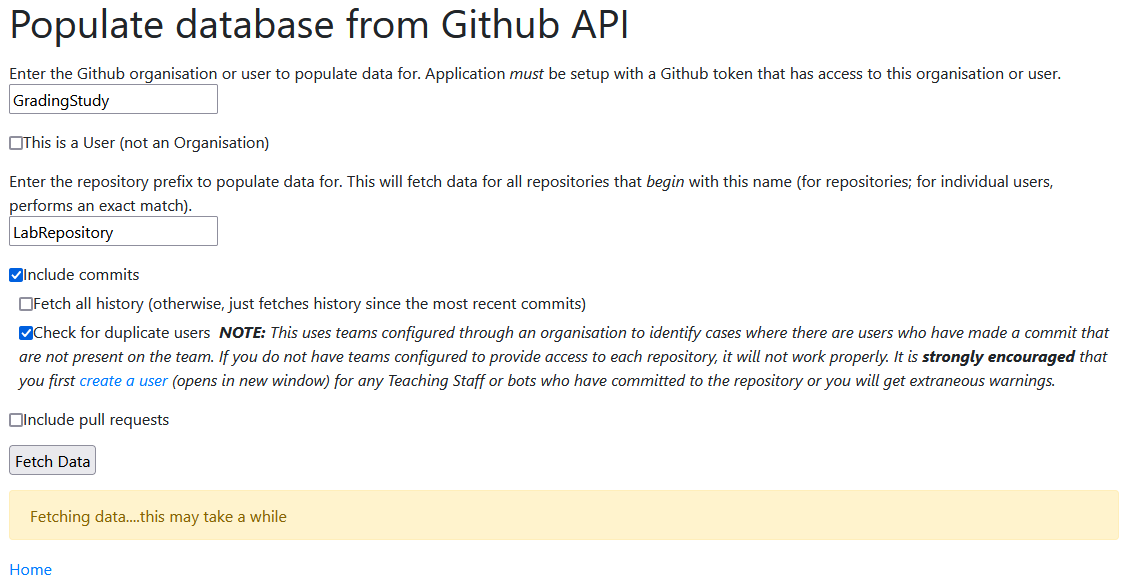 Populate database from Github API
Enter the Github organisation or user to populate data for. Application must be setup with a Github token that has access to this organisation or user.
GradingStudy
This is a User (not an Organisation)
Enter the repository prefix to populate data for. This will fetch data for all repositories that begin with this name (for repositories; for individual users,
performs an exact match).
LabRepository
Include commits
Fetch all history (otherwise, just fetches history since the most recent commits)
Check for duplicate users NOTE: This uses teams configured through an organisation to identify cases where there are users who have made a commit that
are not present on the team. If you do not have teams configured to provide access to each repository, it will not work properly. It is strongly encouraged that
you first create a user (opens in new window) for any Teaching Staff or bots who have committed to the repository or you will get extraneous warnings.
Include pull requests
Fetch Data
Fetching data....this may take a while
Home